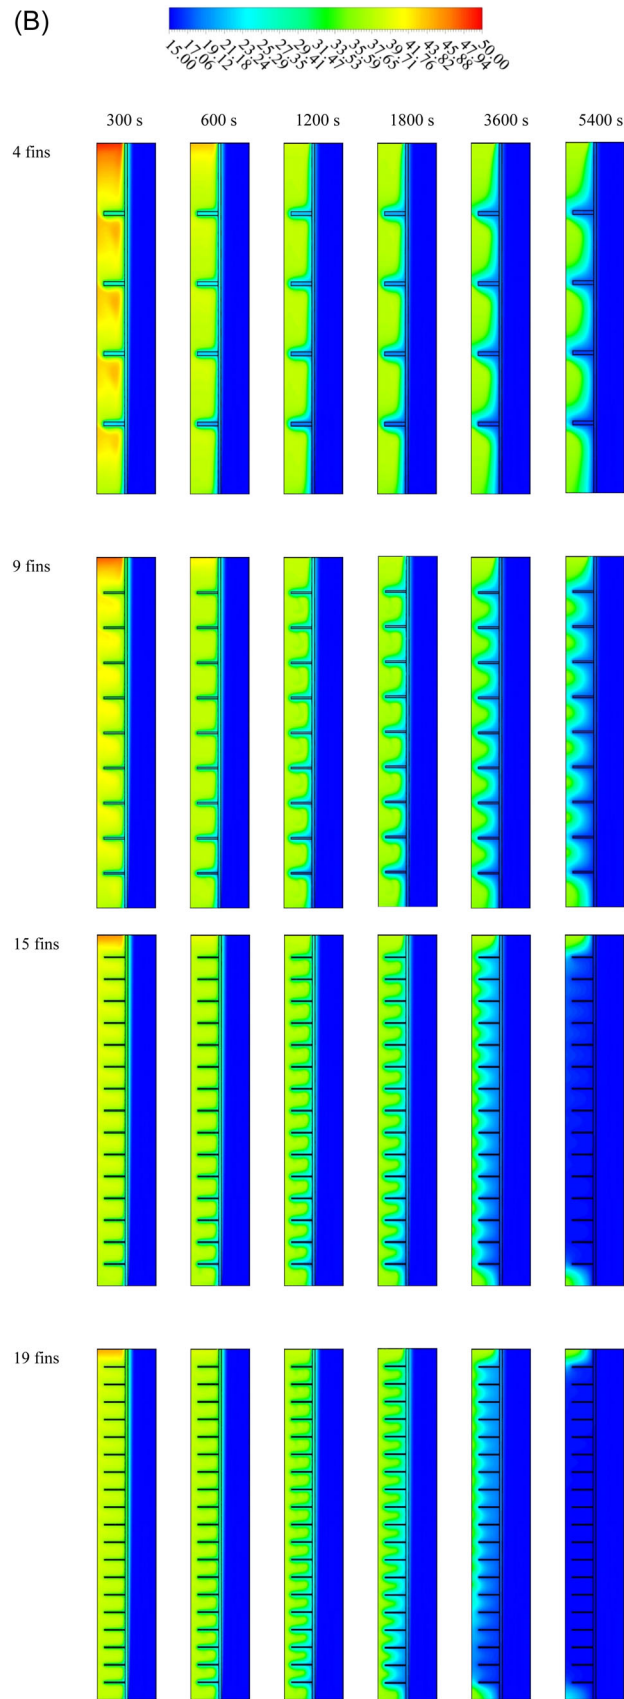 (B)
15.00 17.06 19.12 21.18 23.24 25.29 27.35 29.41 31.47 33.53 35.59 37.65 39.71 41.76 43.82 45.88 47.94 50.00
300 s 600 s 1200 s 1800 s 3600 s 5400 s
4 fins
9 fins
15 fins
19 fins